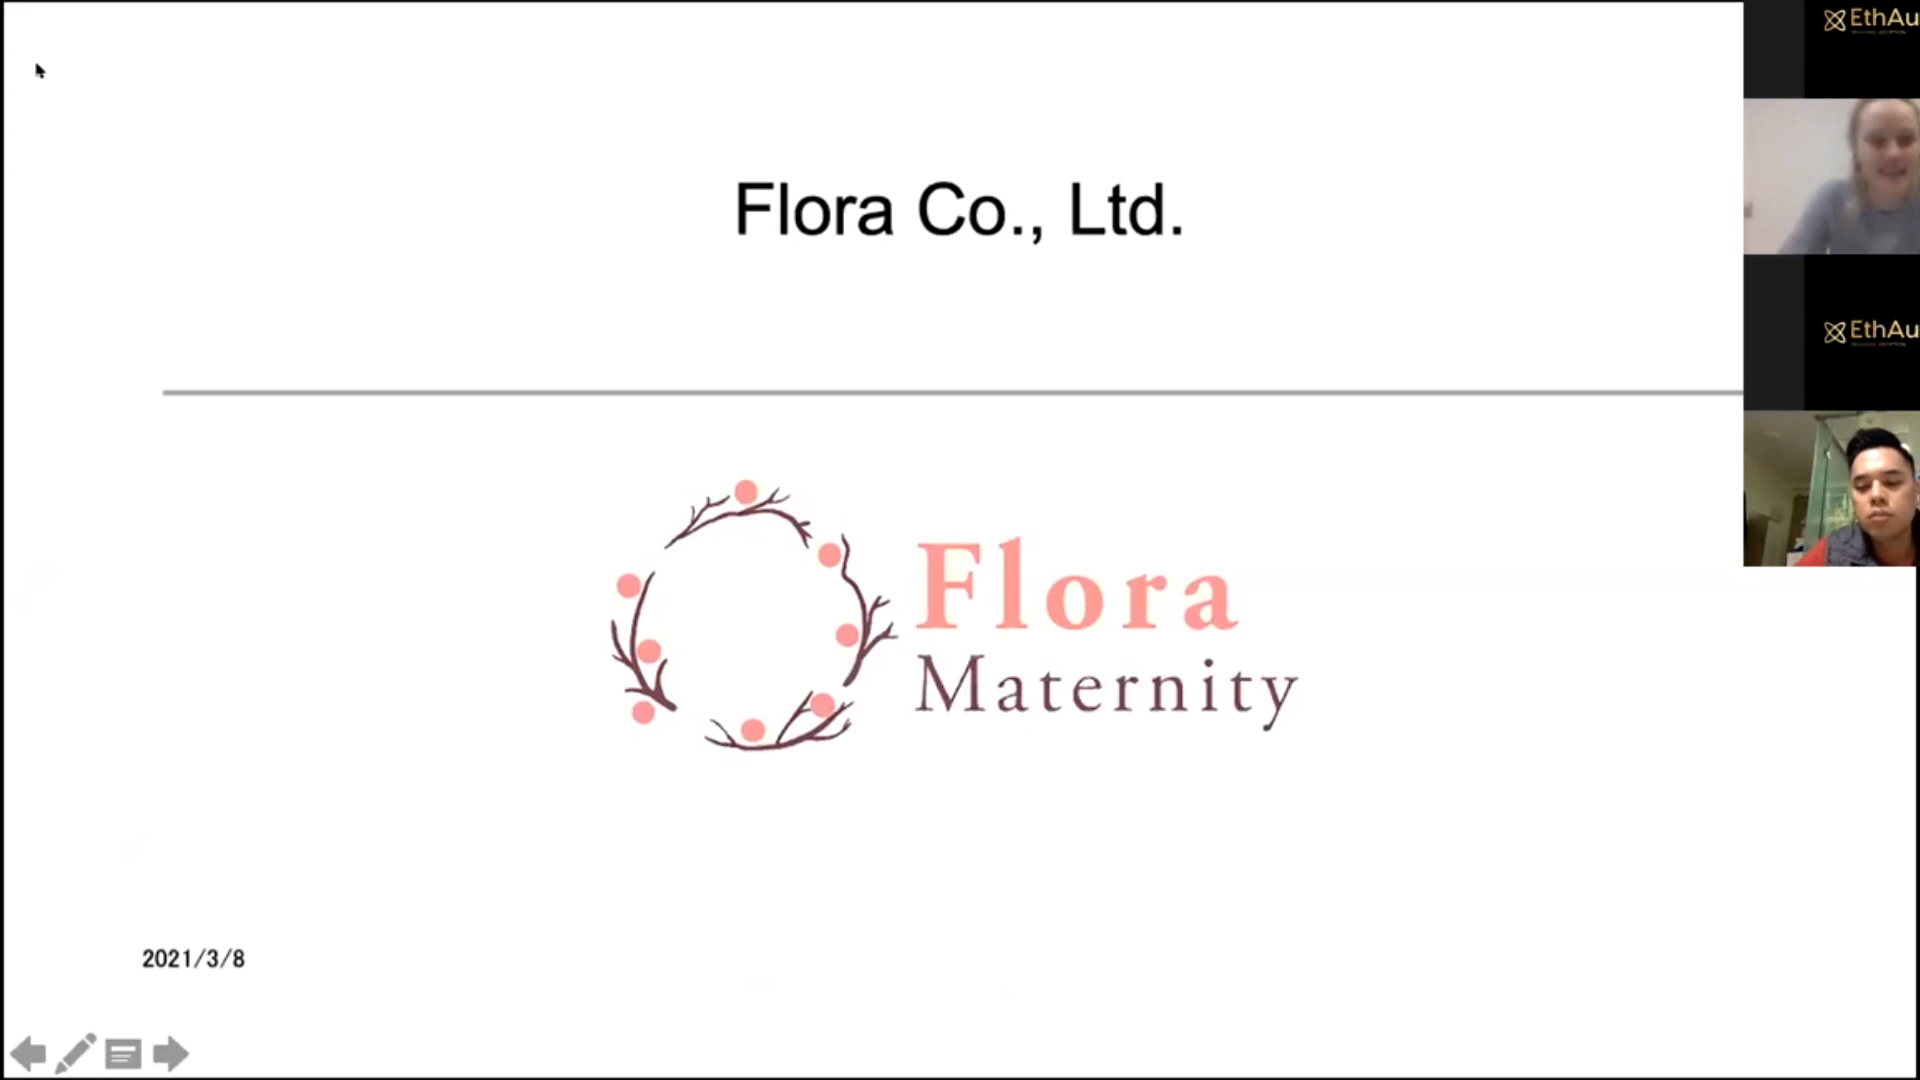 Flora Co., Ltd.
Flora
Maternity
2021/3/8
EthAu
EthAu